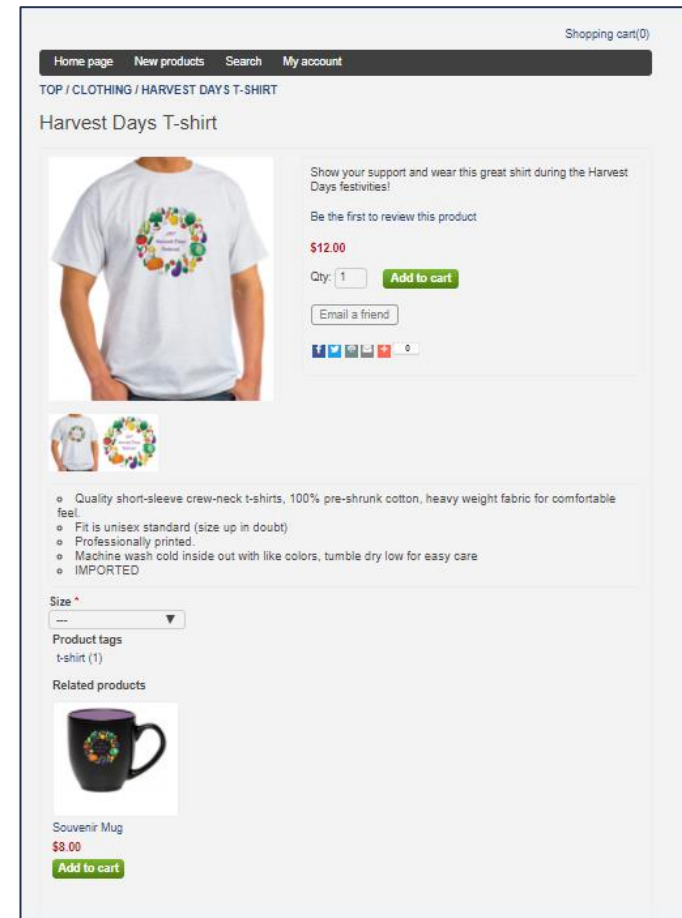 Shopping cart(0)
Home page New products Search My account
TOP / CLOTHING / HARVEST DAYS T-SHIRT
Harvest Days T-shirt
Show your support and wear this great shirt during the Harvest
Days festivities!
Be the first to review this product
$12.00
Qty: 1 Add to cart
Email a friend
0
Quality short-sleeve crew-neck t-shirts, 100% pre-shrunk cotton, heavy weight fabric for comfortable
feel.
Fit is unisex standard (size up in doubt)
Professionally printed.
Machine wash cold inside out with like colors, tumble dry low for easy care
IMPORTED
Size *
---
Product tags
t-shirt (1)
Related products
Souvenir Mug
$8.00
Add to cart